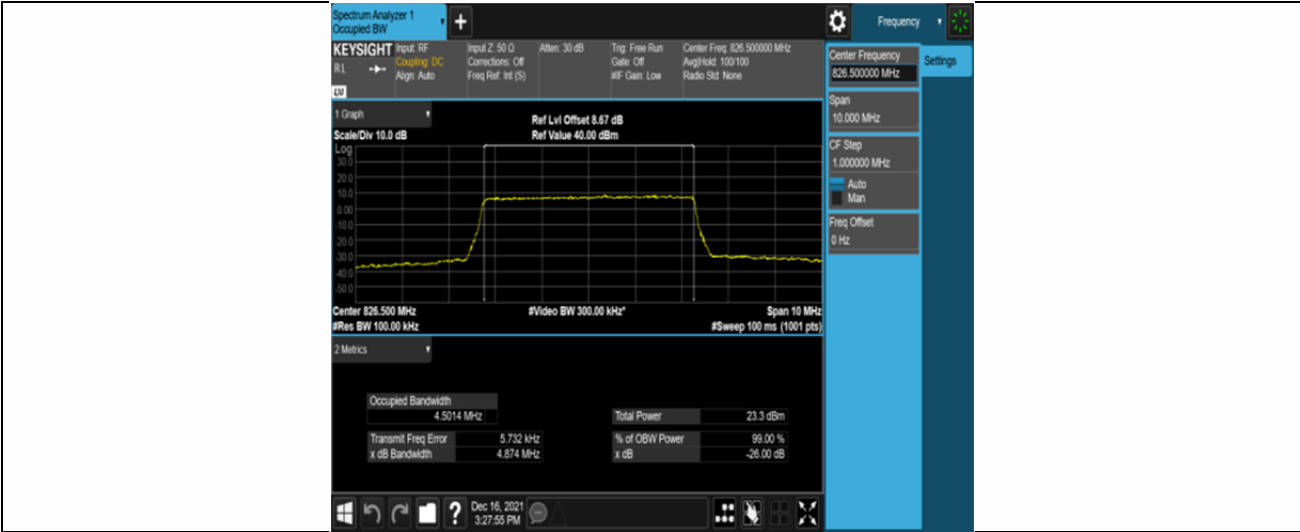 Spectrum Analyzer 1
Occupied BW
+
Frequency
KEYSIGHT
RL
LXI
Input: RF
Coupling: DC
Align: Auto
Input Z: 50 Ω
Corrections: Off
Freq Ref: Int (S)
Atten: 30 dB
Trig: Free Run
Gate: Off
#IF Gain: Low
Center Freq: 826.500000 MHz
Avg|Hold: 100/100
Radio Std: None
Center Frequency
826.500000 MHz
Settings
Span
10.000 MHz
CF Step
1.000000 MHz
Auto
Man
Freq Offset
0 Hz
1 Graph
Ref Lvl Offset 8.67 dB
Scale/Div 10.0 dB
Ref Value 40.00 dBm
Log
30.0
20.0
10.0
0.00
-10.0
-20.0
-30.0
-40.0
-50.0
Center 826.500 MHz
#Video BW 300.00 kHz*
Span 10 MHz
#Res BW 100.00 kHz
#Sweep 100 ms (1001 pts)
2 Metrics
Occupied Bandwidth
4.5014 MHz
Total Power 23.3 dBm
Transmit Freq Error 5.732 kHz
% of OBW Power 99.00 %
x dB Bandwidth 4.874 MHz
x dB -26.00 dB
?
Dec 16, 2021
3:27:55 PM